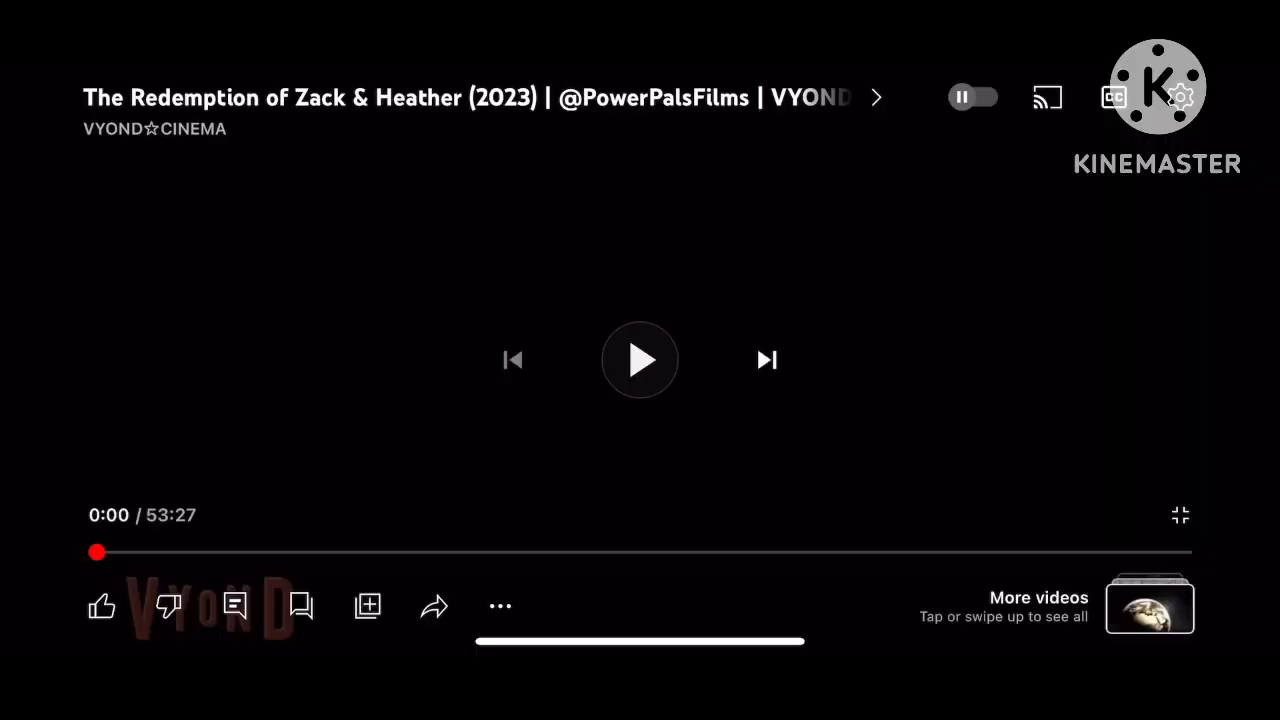 The Redemption of Zack & Heather (2023) | @PowerPalsFilms | VYOND
VYOND☆CINEMA
CC
K
KINEMASTER
0:00 / 53:27
VYOND
More videos
Tap or swipe up to see all